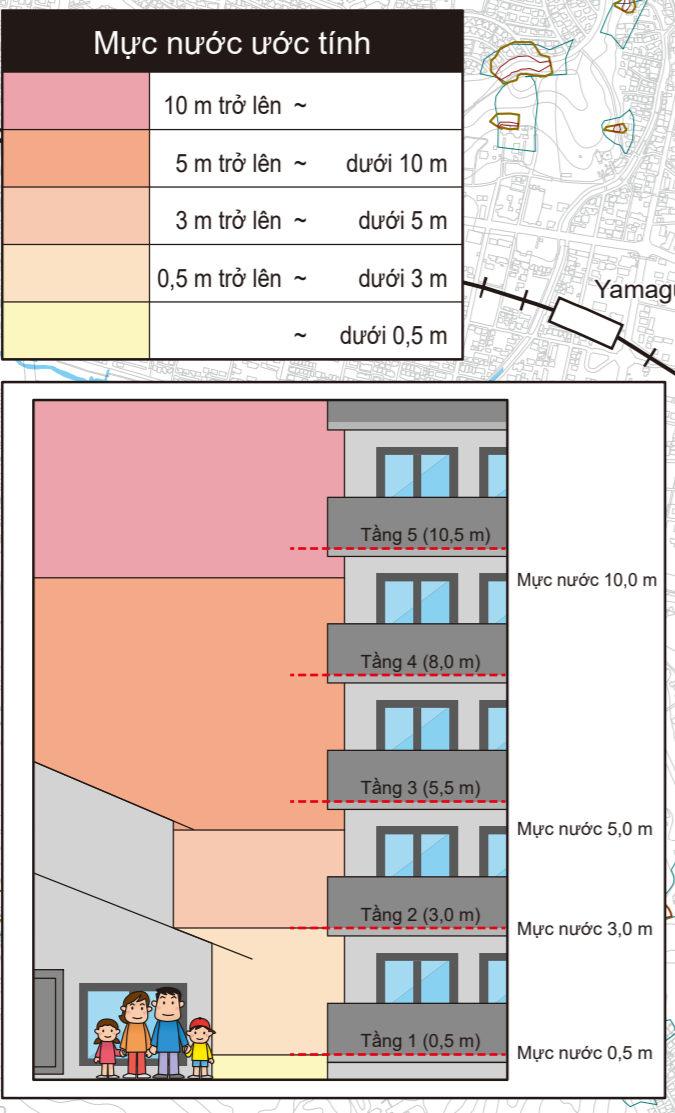 Mực nước ước tính
10 m trở lên ~
5 m trở lên ~ dưới 10 m
3 m trở lên ~ dưới 5 m
0,5 m trở lên ~ dưới 3 m
~ dưới 0,5 m
Yamagu
Tầng 5 (10,5 m)
Mực nước 10,0 m
Tầng 4 (8,0 m)
Tầng 3 (5,5 m)
Mực nước 5,0 m
Tầng 2 (3,0 m)
Mực nước 3,0 m
Tầng 1 (0,5 m)
Mực nước 0,5 m